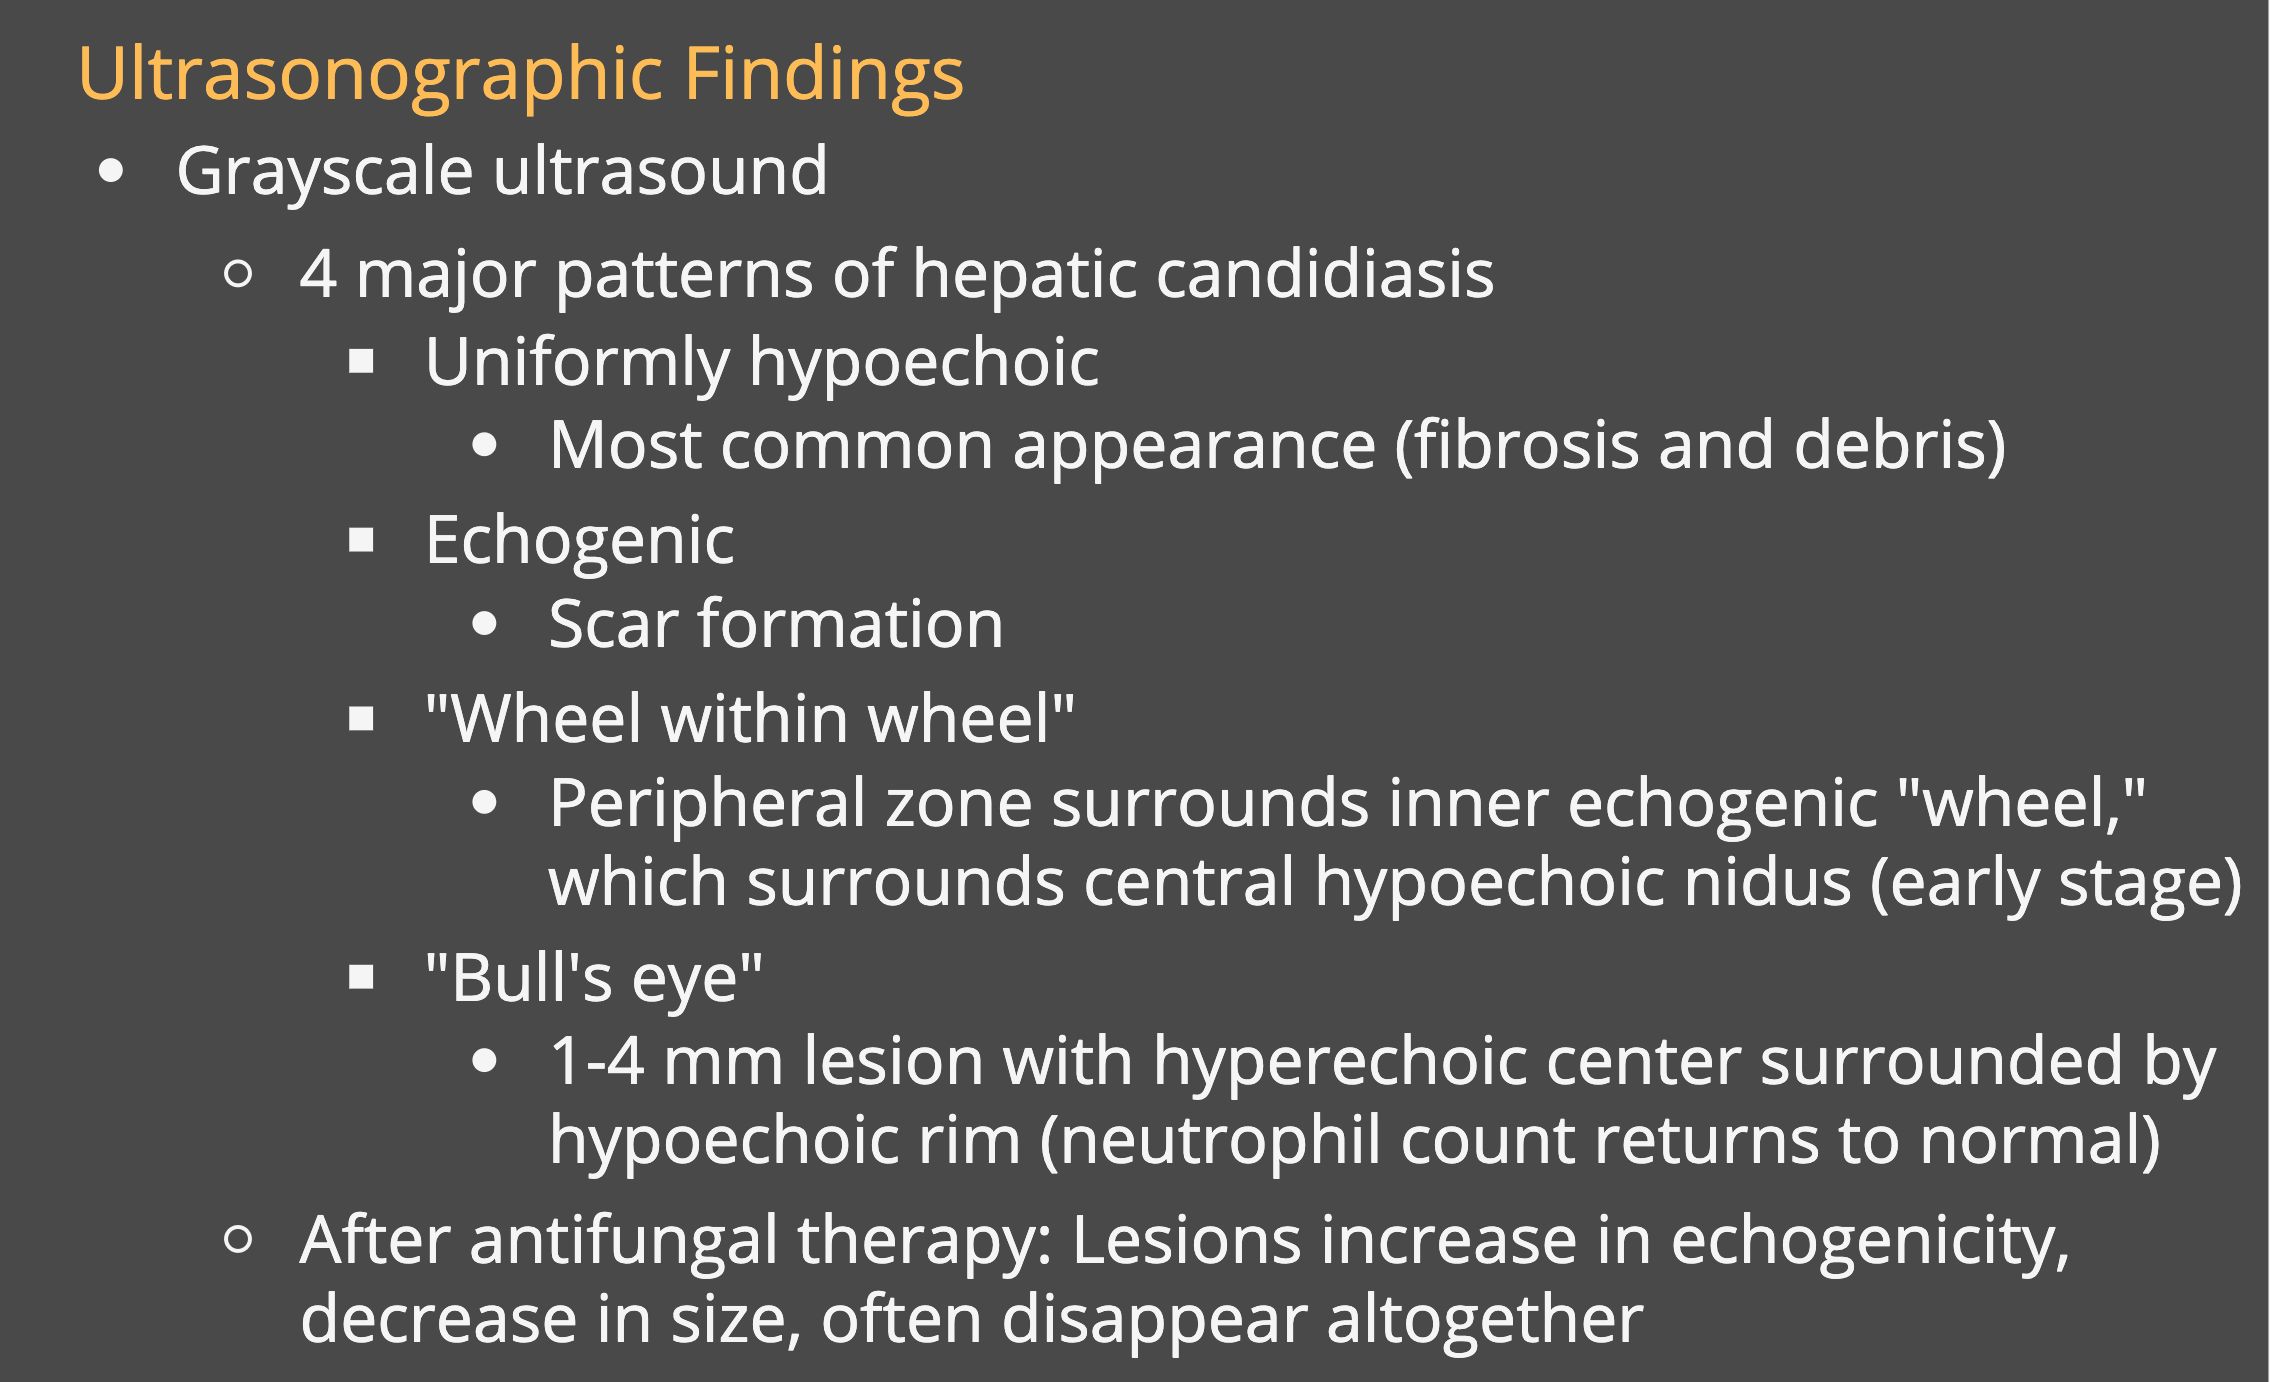 Ultrasonographic Findings
• Grayscale ultrasound
○ 4 major patterns of hepatic candidiasis
■ Uniformly hypoechoic
• Most common appearance (fibrosis and debris)
■ Echogenic
• Scar formation
■ "Wheel within wheel"
• Peripheral zone surrounds inner echogenic "wheel,"
which surrounds central hypoechoic nidus (early stage)
■ "Bull's eye"
• 1-4 mm lesion with hyperechoic center surrounded by
hypoechoic rim (neutrophil count returns to normal)
○ After antifungal therapy: Lesions increase in echogenicity,
decrease in size, often disappear altogether